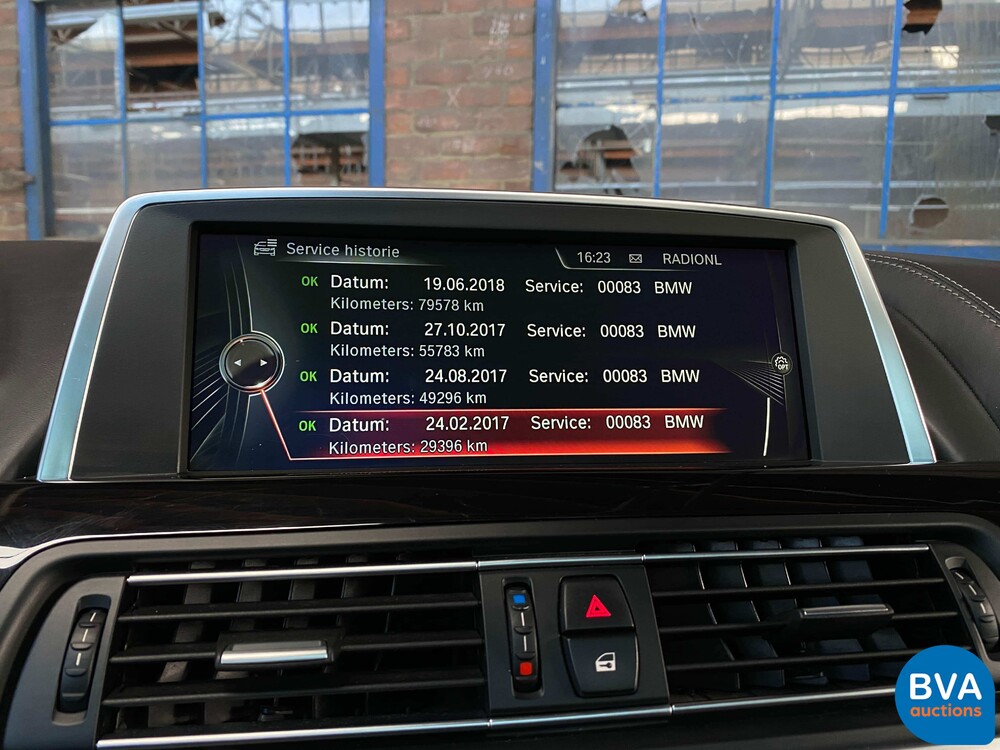 Service historie
16:23 RADIONL
OK Datum: 19.06.2018 Service: 00083 BMW
Kilometers: 79578 km
OK Datum: 27.10.2017 Service: 00083 BMW
Kilometers: 55783 km
OK Datum: 24.08.2017 Service: 00083 BMW
Kilometers: 49296 km
OK Datum: 24.02.2017 Service: 00083 BMW
Kilometers: 29396 km
OPT
BVA
auctions